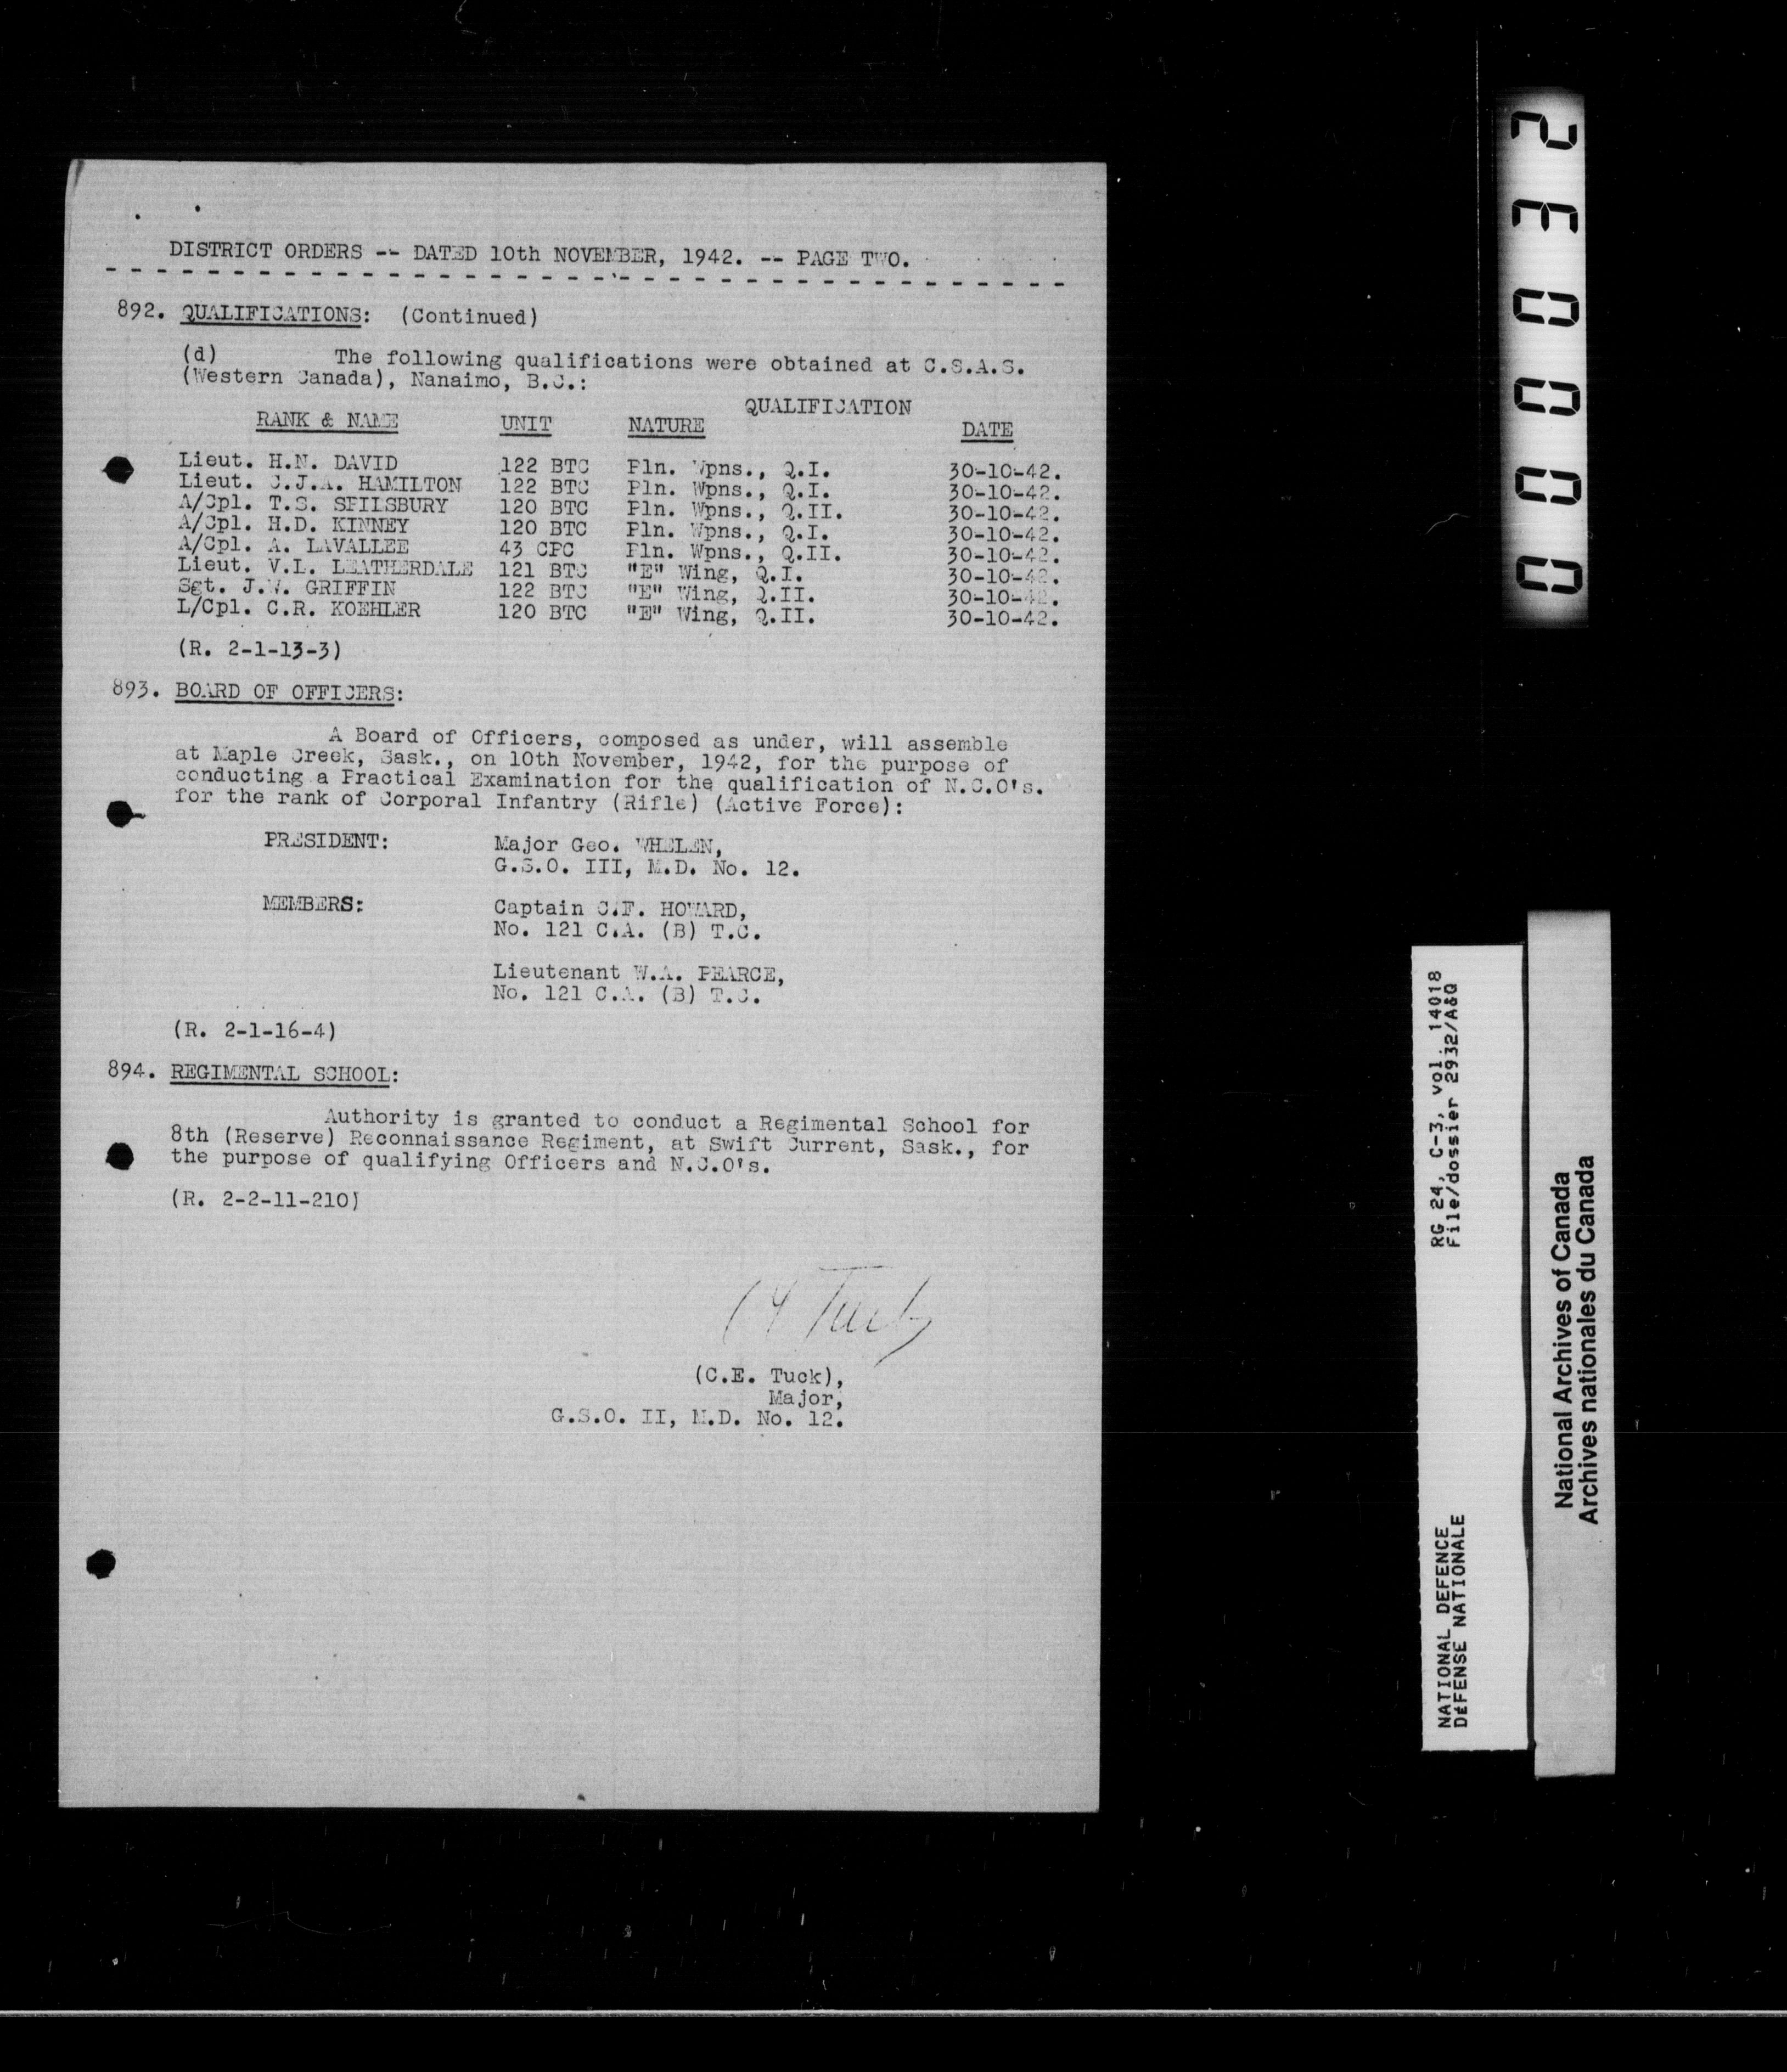 DISTRICT ORDERS -- DATED 10th NOVEMBER, 1942. -- PAGE TWO.
892. QUALIFICATIONS: (Continued)
(d) The following qualifications were obtained at C.S.A.S.
(Western Canada), Nanaimo, B.C.:
QUALIFICATION
RANK & NAME UNIT NATURE DATE
Lieut. H.N. DAVID 122 BTC Pln. Wpns., Q.I. 30-10-42.
Lieut. C.J.A. HAMILTON 122 BTC Pln. Wpns., Q.I. 30-10-42.
A/Cpl. T.S. SPILSBURY 120 BTC Pln. Wpns., Q.II. 30-10-42.
A/Cpl. H.D. KINNEY 120 BTC Pln. Wpns., Q.I. 30-10-42.
A/Cpl. A. LAVALLEE 43 CPC Pln. Wpns., Q.II. 30-10-42.
Lieut. V.L. LEATHERDALE 121 BTC "E" Wing, Q.I. 30-10-42.
Sgt. J.W. GRIFFIN 122 BTC "E" Wing, Q.II. 30-10-42.
L/Cpl. C.R. KOEHLER 120 BTC "E" Wing, Q.II. 30-10-42.
(R. 2-1-13-3)
893. BOARD OF OFFICERS:
A Board of Officers, composed as under, will assemble
at Maple Creek, Sask., on 10th November, 1942, for the purpose of
conducting a Practical Examination for the qualification of N.C.O's.
for the rank of Corporal Infantry (Rifle) (Active Force):
PRESIDENT: Major Geo. WHELEN,
G.S.O. III, M.D. No. 12.
MEMBERS: Captain C.F. HOWARD,
No. 121 C.A. (B) T.C.
Lieutenant W.A. PEARCE,
No. 121 C.A. (B) T.C.
(R. 2-1-16-4)
894. REGIMENTAL SCHOOL:
Authority is granted to conduct a Regimental School for
8th (Reserve) Reconnaissance Regiment, at Swift Current, Sask., for
the purpose of qualifying Officers and N.C.O's.
(R. 2-2-11-210)
(C.E. Tuck),
Major,
G.S.O. II, M.D. No. 12.
00032
RG 24, C-3, vol. 14018
File/dossier 2932/A&Q
NATIONAL DEFENCE
DÉFENSE NATIONALE
National Archives of Canada
Archives nationales du Canada